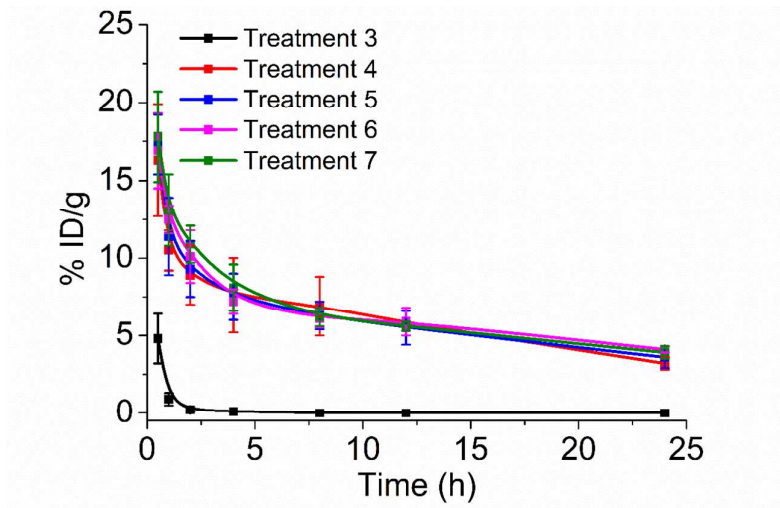 25
20
15
10
5
0
% ID/g
Treatment 3
Treatment 4
Treatment 5
Treatment 6
Treatment 7
0 5 10 15 20 25
Time (h)